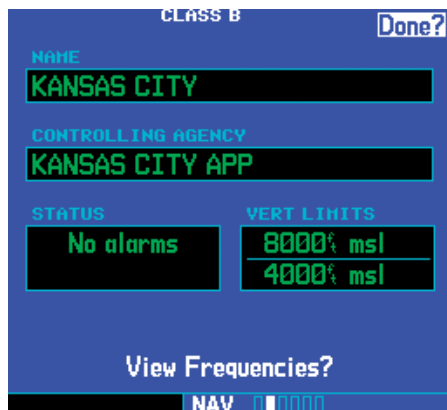 CLASS B
Done?
NAME
KANSAS CITY
CONTROLLING AGENCY
KANSAS CITY APP
STATUS
VERT LIMITS
No alarms
8000ft msl
4000ft msl
View Frequencies?
NAV